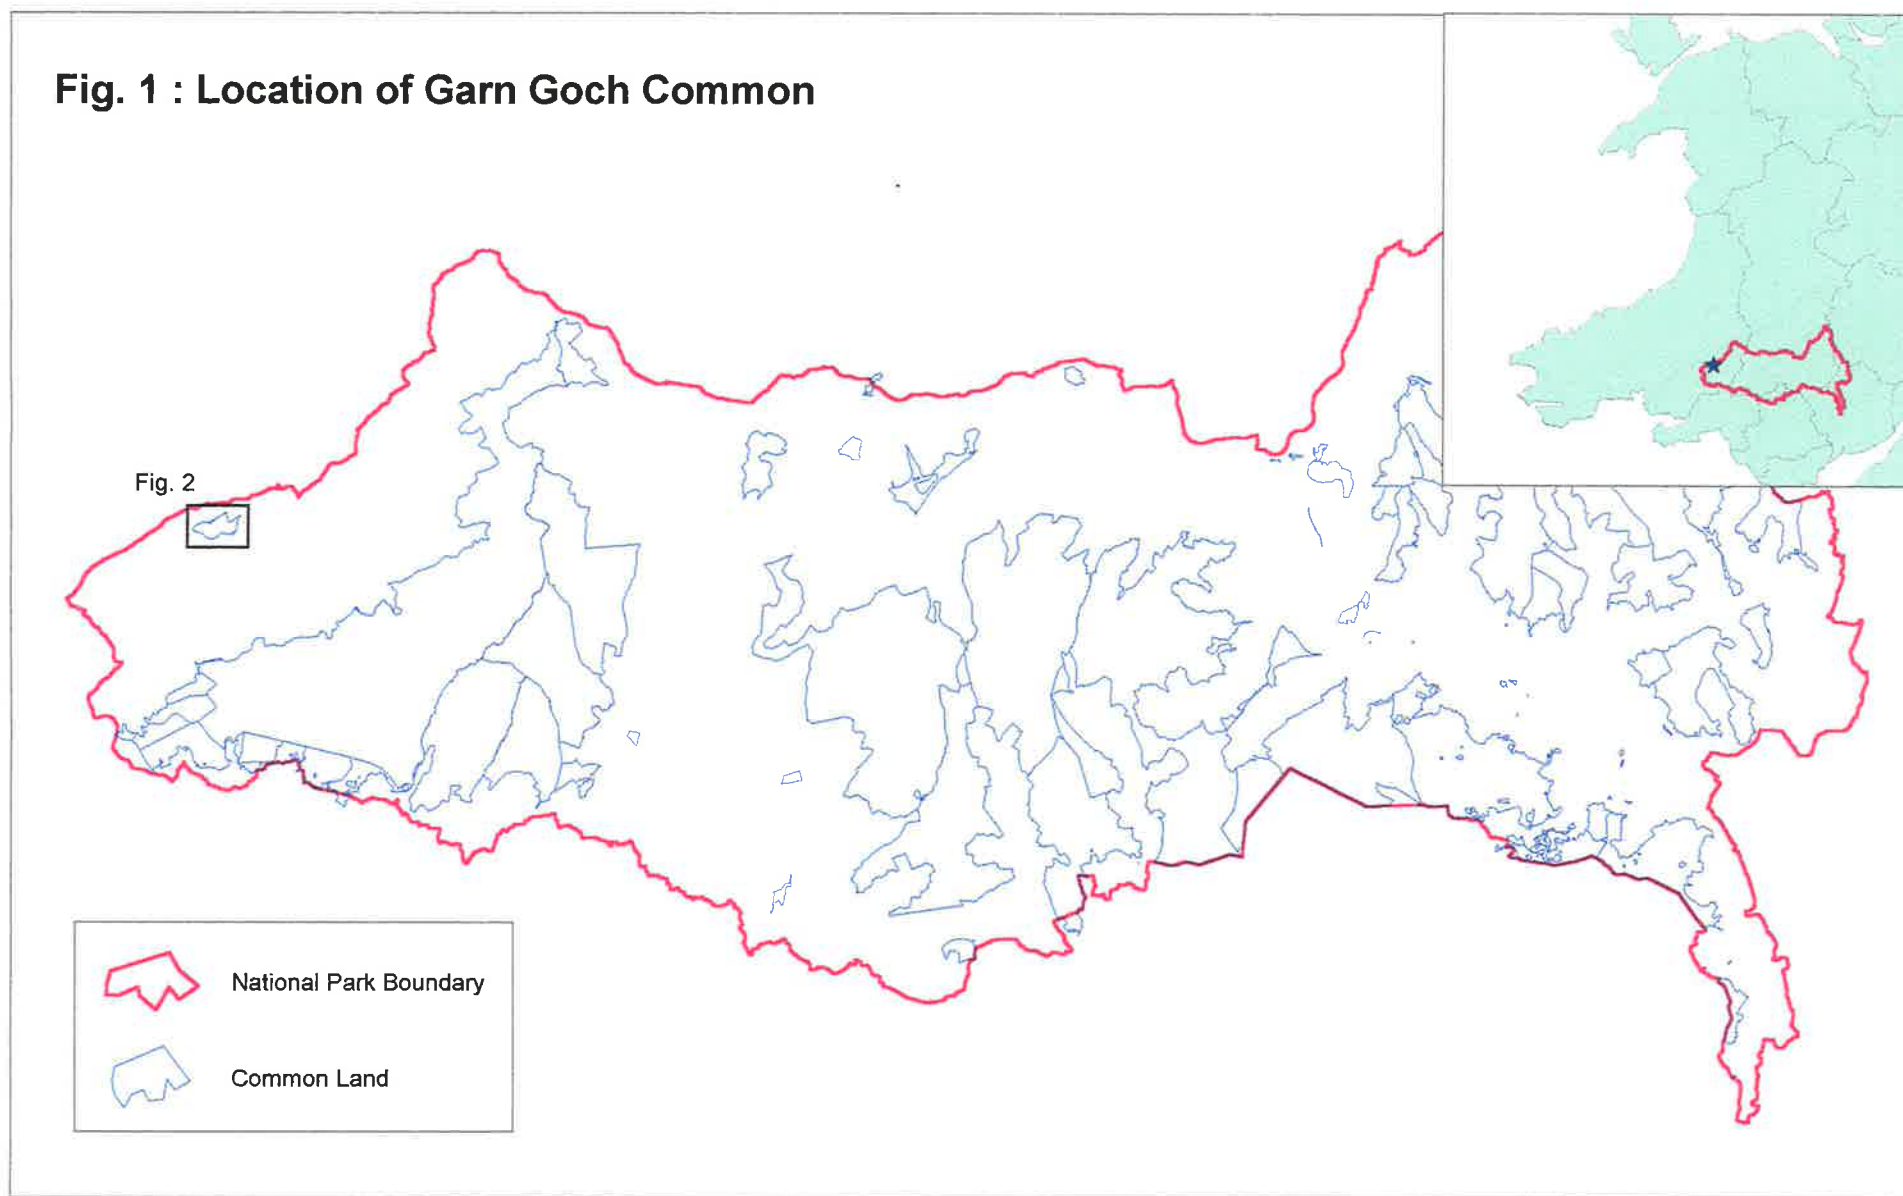 Fig. 1 : Location of Garn Goch Common
Fig. 2
National Park Boundary
Common Land